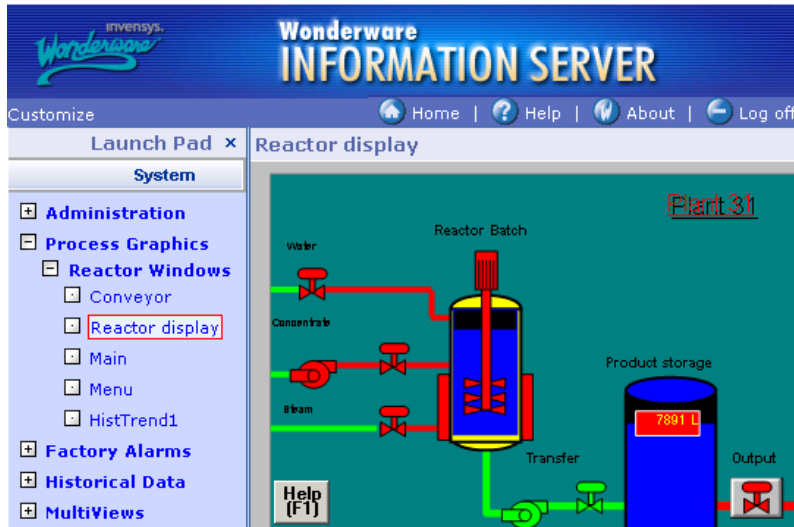 invensys.
Wonderware
Wonderware
INFORMATION SERVER
Customize
Home | Help | About | Log off
Launch Pad ×
Reactor display
System
Administration
Process Graphics
Reactor Windows
Conveyor
Reactor display
Main
Menu
HistTrend1
Factory Alarms
Historical Data
MultiViews
Plant 31
Reactor Batch
Water
Concentrate
Steam
Product storage
7891 L
Transfer
Output
Help
(F1)